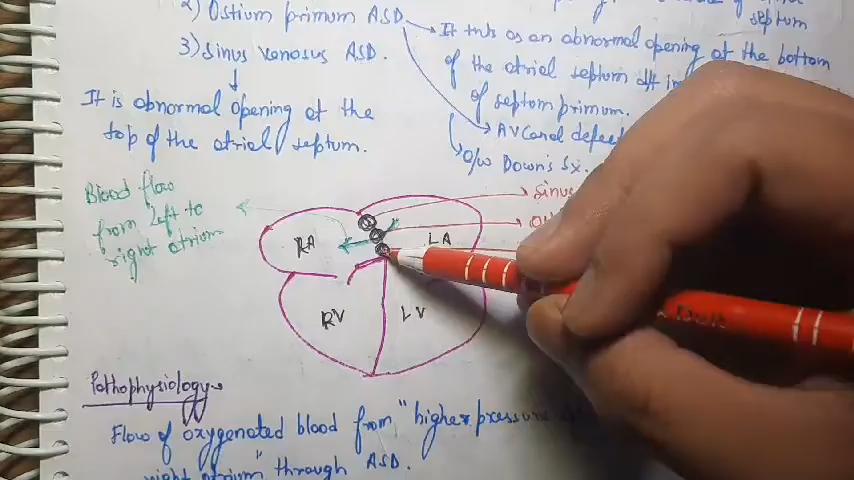 septum
2) Ostium primum ASD
It this as an abnormal opening at the bottom
3) Sinus venosus ASD.
of the atrial septum
of septum primum.
It is abnormal opening at the
top of the atrial septum.
AV canal defect
o/w Down's Sx.
Blood flow
from left to
right atrium
Sinus
RA
LA
RV
LV
Pathophysiology
Flow of oxygenated blood from "higher pressure
right atrium" through ASD.